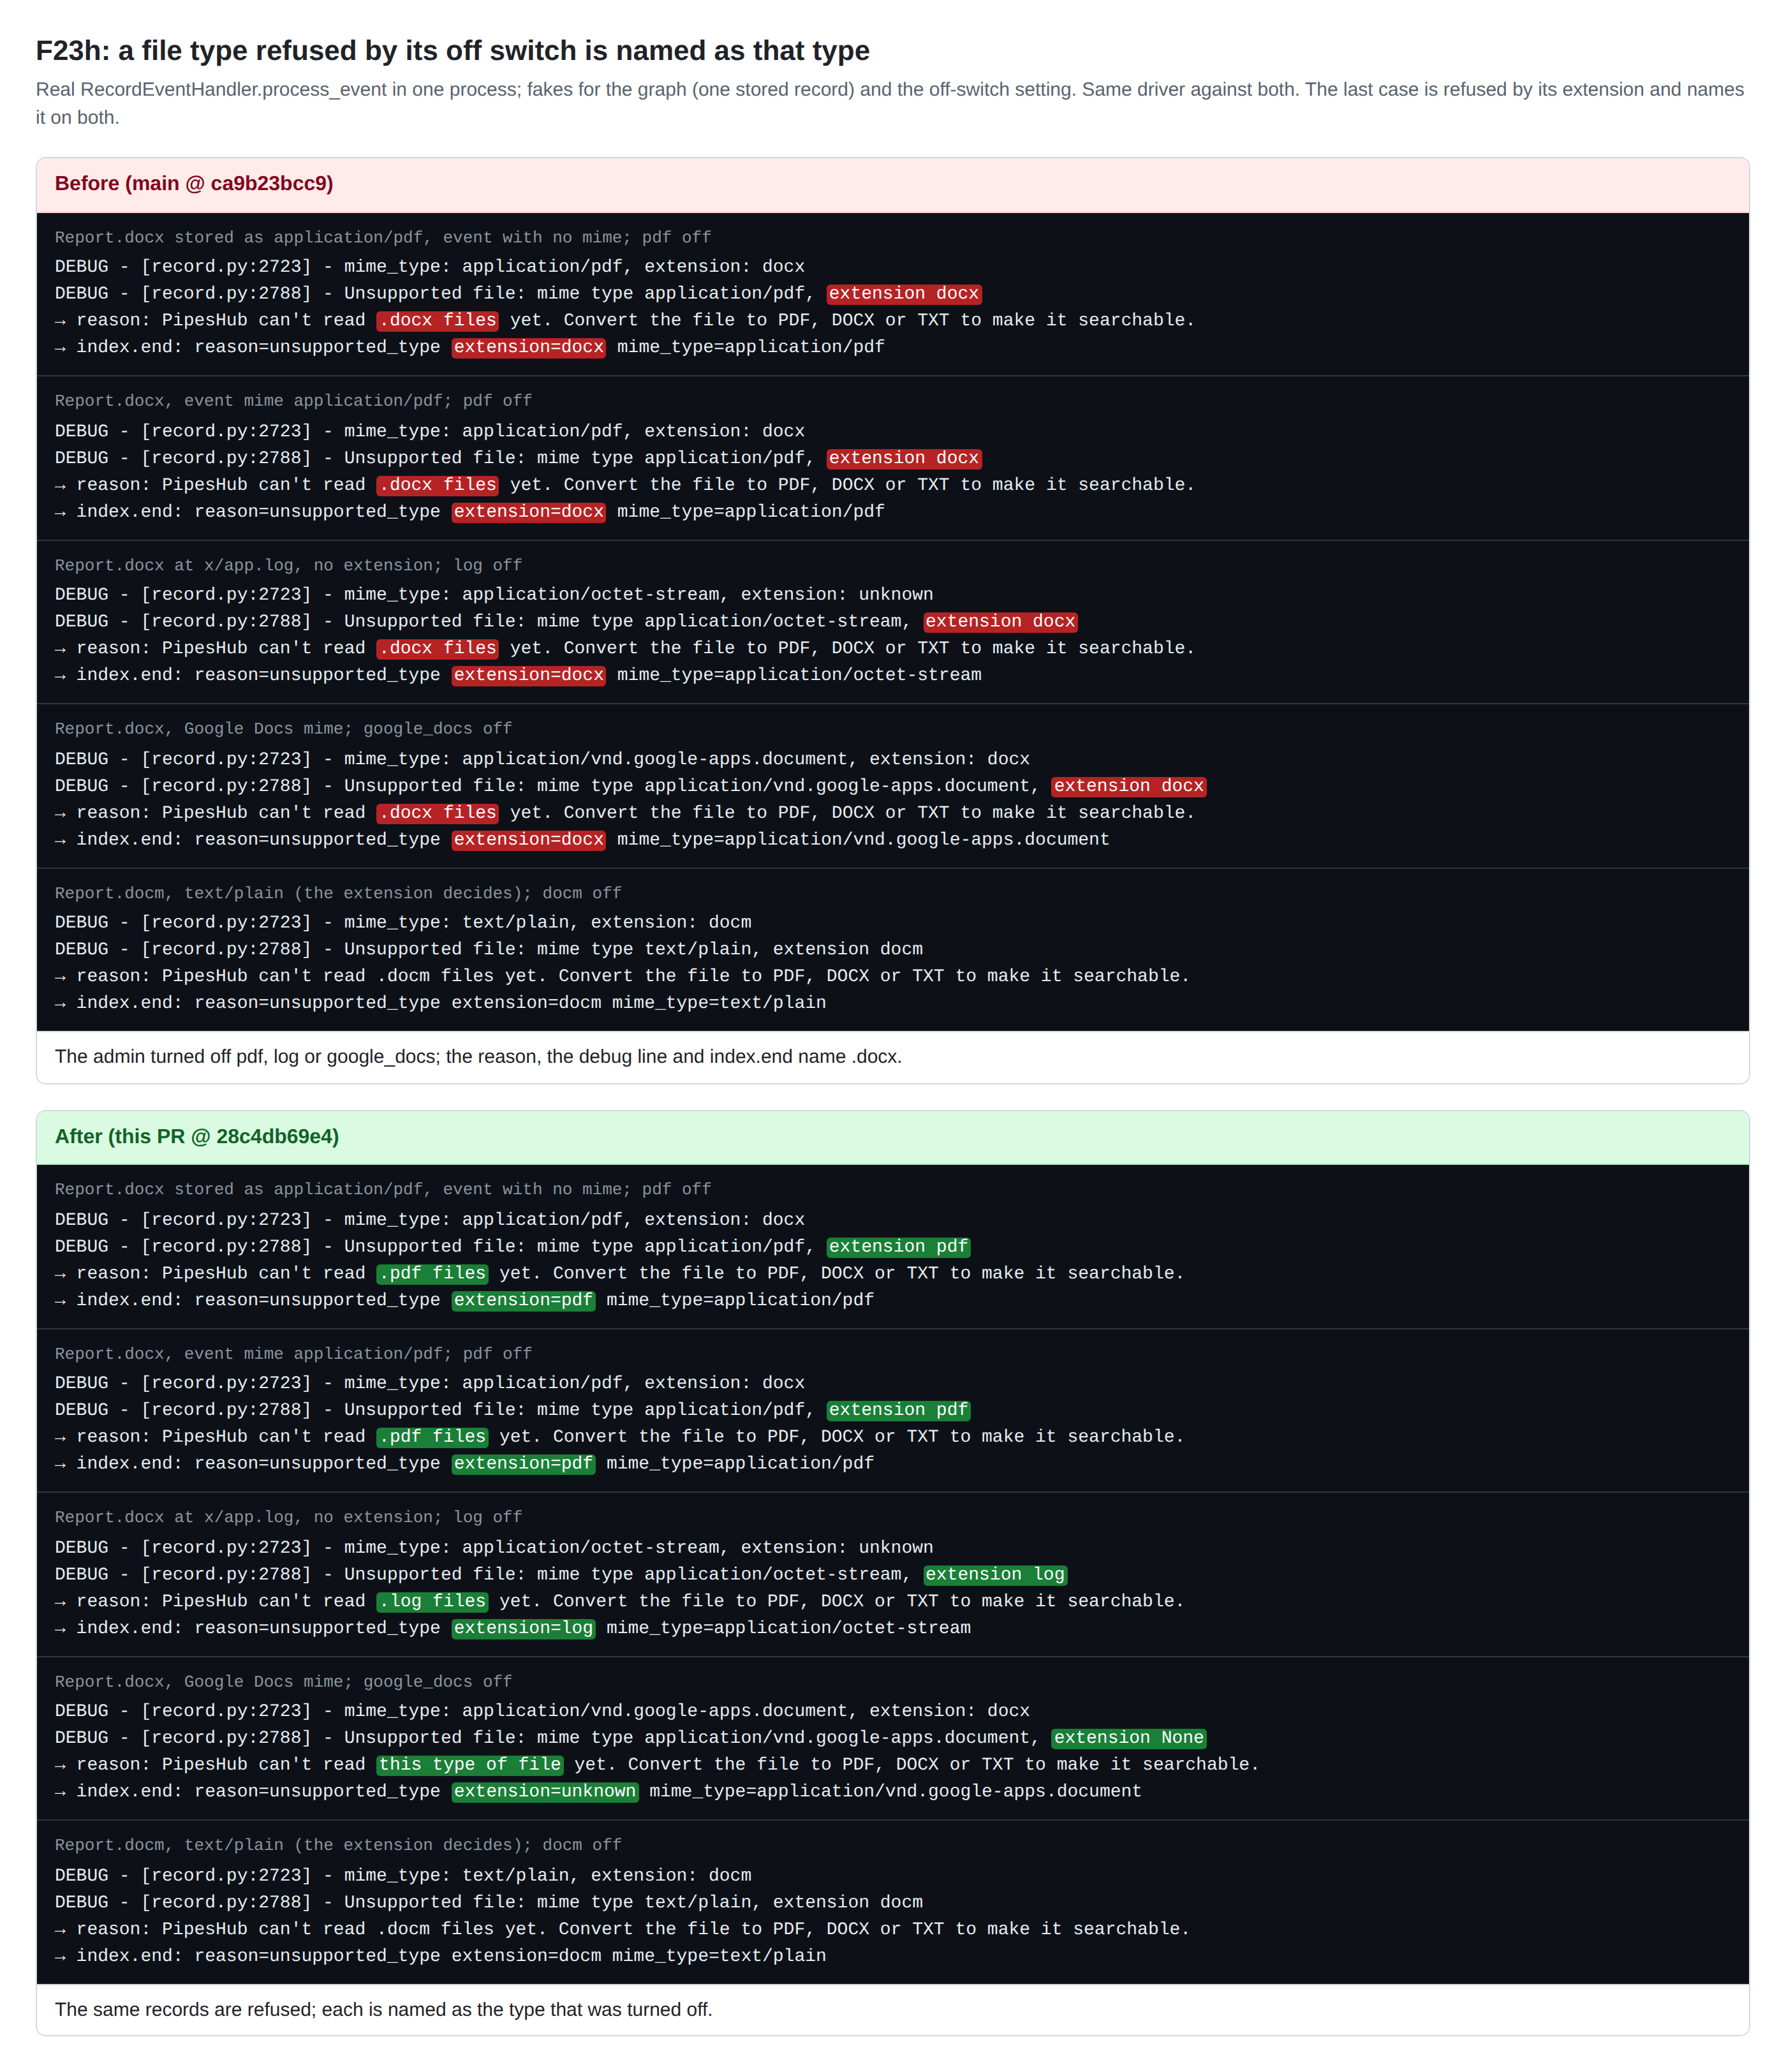 F23h: a file type refused by its off switch is named as that type
Real RecordEventHandler.process_event in one process; fakes for the graph (one stored record) and the off-switch setting. Same driver against both. The last case is refused by its extension and names
it on both.
Before (main @ ca9b23bcc9)
Report.docx stored as application/pdf, event with no mime; pdf off
DEBUG - [record.py:2723] - mime_type: application/pdf, extension: docx
DEBUG - [record.py:2788] - Unsupported file: mime type application/pdf, extension docx
→ reason: PipesHub can't read .docx files yet. Convert the file to PDF, DOCX or TXT to make it searchable.
→ index.end: reason=unsupported_type extension=docx mime_type=application/pdf
Report.docx, event mime application/pdf; pdf off
DEBUG - [record.py:2723] - mime_type: application/pdf, extension: docx
DEBUG - [record.py:2788] - Unsupported file: mime type application/pdf, extension docx
→ reason: PipesHub can't read .docx files yet. Convert the file to PDF, DOCX or TXT to make it searchable.
→ index.end: reason=unsupported_type extension=docx mime_type=application/pdf
Report.docx at x/app.log, no extension; log off
DEBUG - [record.py:2723] - mime_type: application/octet-stream, extension: unknown
DEBUG - [record.py:2788] - Unsupported file: mime type application/octet-stream, extension docx
→ reason: PipesHub can't read .docx files yet. Convert the file to PDF, DOCX or TXT to make it searchable.
→ index.end: reason=unsupported_type extension=docx mime_type=application/octet-stream
Report.docx, Google Docs mime; google_docs off
DEBUG - [record.py:2723] - mime_type: application/vnd.google-apps.document, extension: docx
DEBUG - [record.py:2788] - Unsupported file: mime type application/vnd.google-apps.document, extension docx
→ reason: PipesHub can't read .docx files yet. Convert the file to PDF, DOCX or TXT to make it searchable.
→ index.end: reason=unsupported_type extension=docx mime_type=application/vnd.google-apps.document
Report.docm, text/plain (the extension decides); docm off
DEBUG - [record.py:2723] - mime_type: text/plain, extension: docm
DEBUG - [record.py:2788] - Unsupported file: mime type text/plain, extension docm
→ reason: PipesHub can't read .docm files yet. Convert the file to PDF, DOCX or TXT to make it searchable.
→ index.end: reason=unsupported_type extension=docm mime_type=text/plain
The admin turned off pdf, log or google_docs; the reason, the debug line and index.end name .docx.
After (this PR @ 28c4db69e4)
Report.docx stored as application/pdf, event with no mime; pdf off
DEBUG - [record.py:2723] - mime_type: application/pdf, extension: docx
DEBUG - [record.py:2788] - Unsupported file: mime type application/pdf, extension pdf
→ reason: PipesHub can't read .pdf files yet. Convert the file to PDF, DOCX or TXT to make it searchable.
→ index.end: reason=unsupported_type extension=pdf mime_type=application/pdf
Report.docx, event mime application/pdf; pdf off
DEBUG - [record.py:2723] - mime_type: application/pdf, extension: docx
DEBUG - [record.py:2788] - Unsupported file: mime type application/pdf, extension pdf
→ reason: PipesHub can't read .pdf files yet. Convert the file to PDF, DOCX or TXT to make it searchable.
→ index.end: reason=unsupported_type extension=pdf mime_type=application/pdf
Report.docx at x/app.log, no extension; log off
DEBUG - [record.py:2723] - mime_type: application/octet-stream, extension: unknown
DEBUG - [record.py:2788] - Unsupported file: mime type application/octet-stream, extension log
→ reason: PipesHub can't read .log files yet. Convert the file to PDF, DOCX or TXT to make it searchable.
→ index.end: reason=unsupported_type extension=log mime_type=application/octet-stream
Report.docx, Google Docs mime; google_docs off
DEBUG - [record.py:2723] - mime_type: application/vnd.google-apps.document, extension: docx
DEBUG - [record.py:2788] - Unsupported file: mime type application/vnd.google-apps.document, extension None
→ reason: PipesHub can't read this type of file yet. Convert the file to PDF, DOCX or TXT to make it searchable.
→ index.end: reason=unsupported_type extension=unknown mime_type=application/vnd.google-apps.document
Report.docm, text/plain (the extension decides); docm off
DEBUG - [record.py:2723] - mime_type: text/plain, extension: docm
DEBUG - [record.py:2788] - Unsupported file: mime type text/plain, extension docm
→ reason: PipesHub can't read .docm files yet. Convert the file to PDF, DOCX or TXT to make it searchable.
→ index.end: reason=unsupported_type extension=docm mime_type=text/plain
The same records are refused; each is named as the type that was turned off.